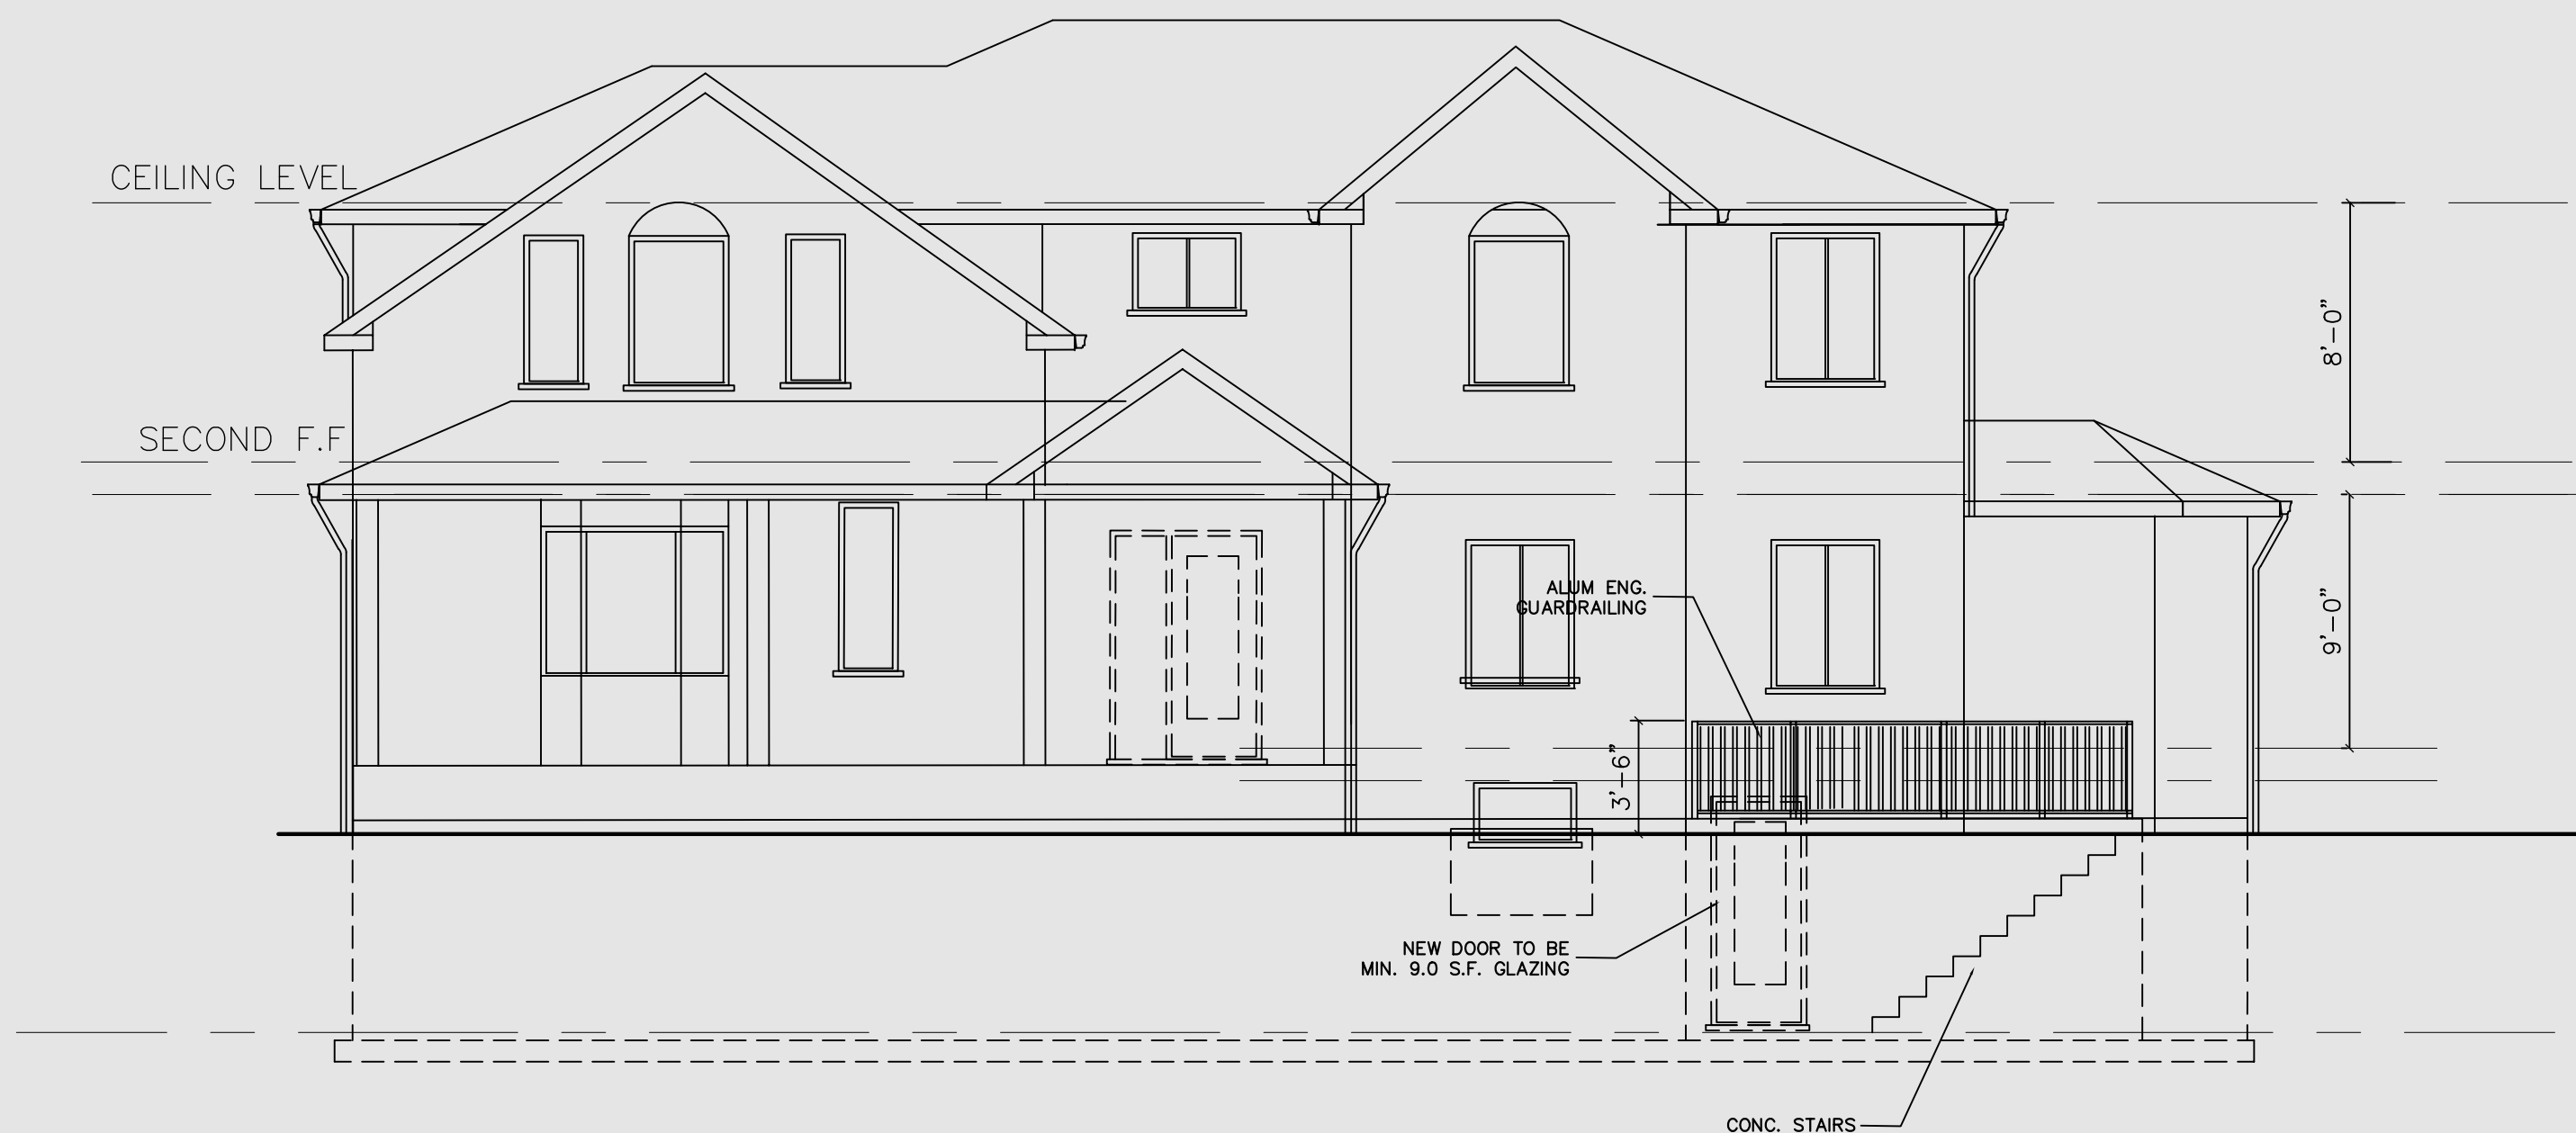 CEILING LEVEL
8'-0"
SECOND F.F
ALUM ENG.
GUARDRAILING
9'-0"
3'-6"
NEW DOOR TO BE
MIN. 9.0 S.F. GLAZING
CONC. STAIRS